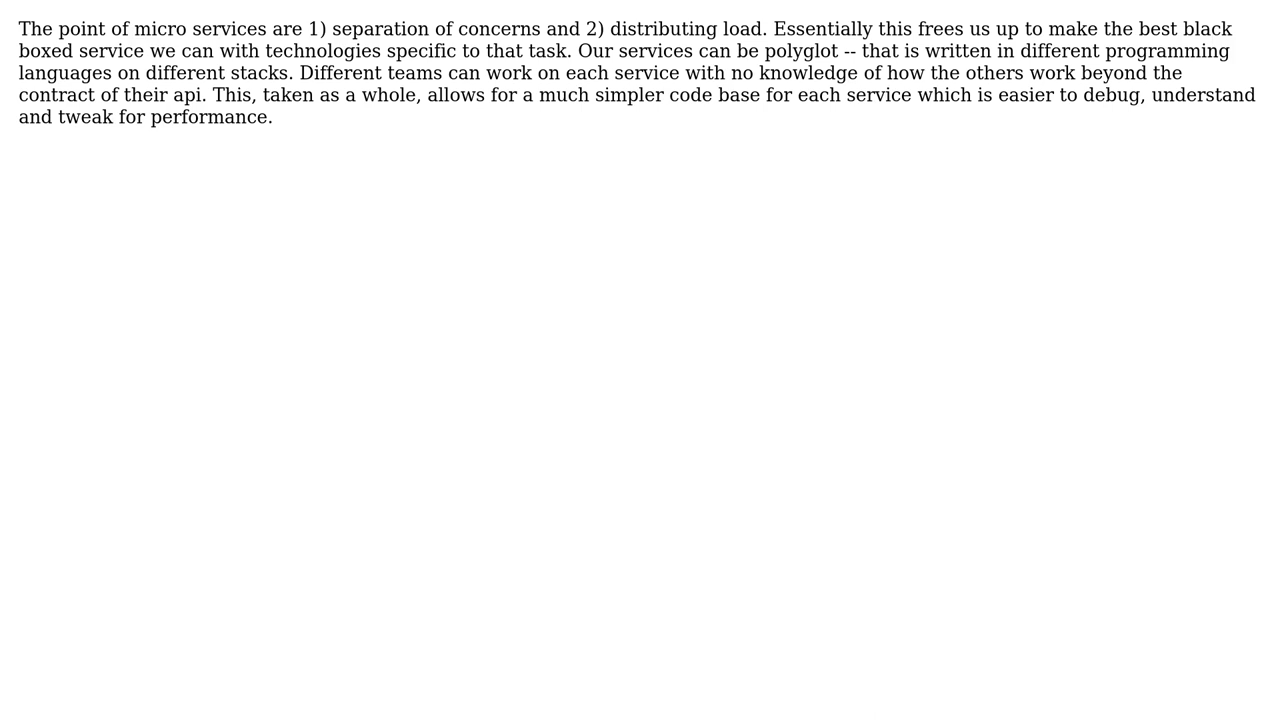 The point of micro services are 1) separation of concerns and 2) distributing load. Essentially this frees us up to make the best black
boxed service we can with technologies specific to that task. Our services can be polyglot -- that is written in different programming
languages on different stacks. Different teams can work on each service with no knowledge of how the others work beyond the
contract of their api. This, taken as a whole, allows for a much simpler code base for each service which is easier to debug, understand
and tweak for performance.